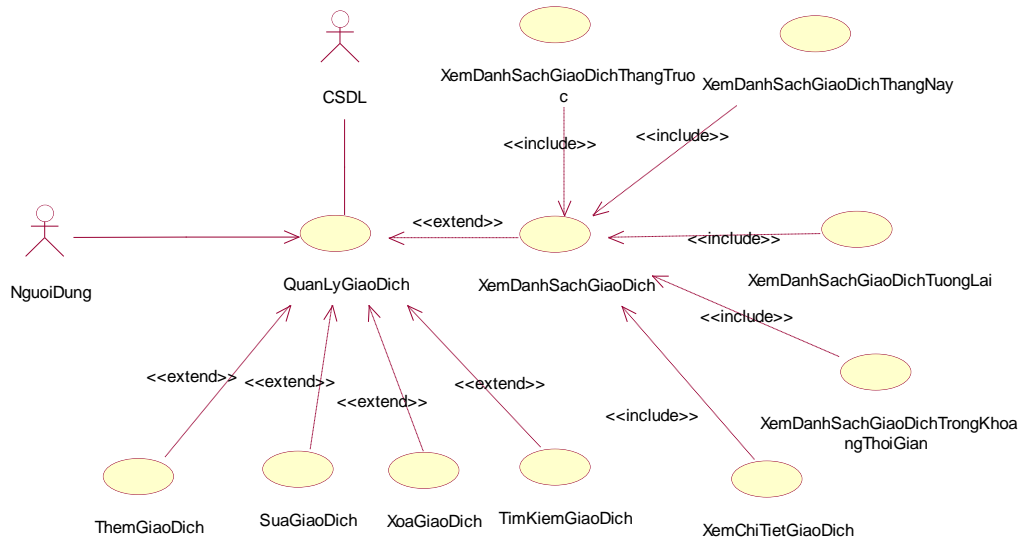 CSDL
XemDanhSachGiaoDichThangTruo
c
XemDanhSachGiaoDichThangNay
<<include>>
<<include>>
<<extend>>
<<include>>
NguoiDung
QuanLyGiaoDich
XemDanhSachGiaoDich
XemDanhSachGiaoDichTuongLai
<<include>>
<<extend>>
<<extend>>
<<extend>>
<<extend>>
<<include>>
XemDanhSachGiaoDichTrongKhoa
ngThoiGian
ThemGiaoDich
SuaGiaoDich
XoaGiaoDich
TimKiemGiaoDich
XemChiTietGiaoDich